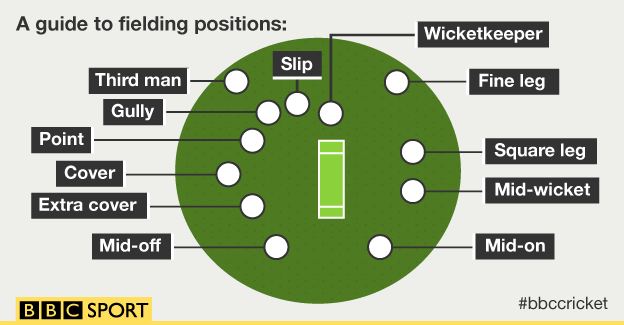 A guide to fielding positions:
Wicketkeeper
Slip
Third man
Fine leg
Gully
Point
Square leg
Cover
Mid-wicket
Extra cover
Mid-off
Mid-on
BBC SPORT
#bbccricket